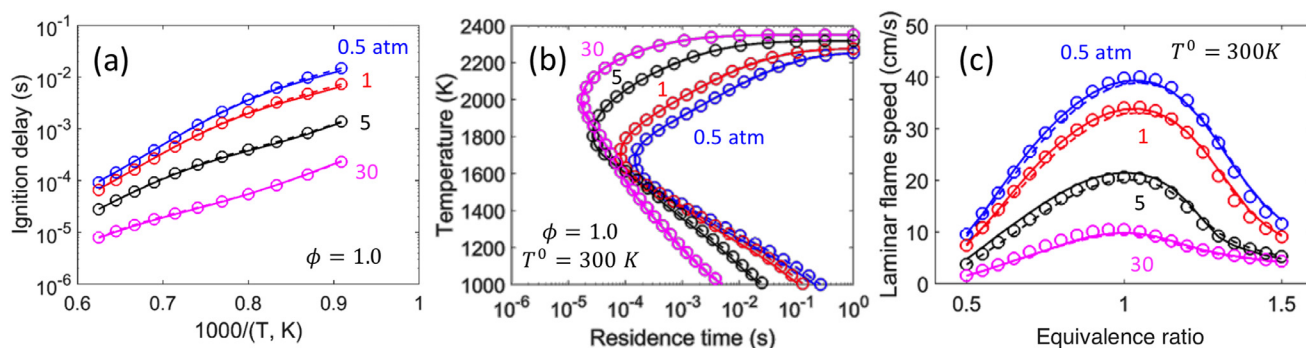 (a)
0.5 atm
1
5
30
ϕ = 1.0
10⁻¹
10⁻²
10⁻³
10⁻⁴
10⁻⁵
10⁻⁶
Ignition delay (s)
0.6
0.7
0.8
0.9
1
1000/(T, K)
(b)
30
5
1
0.5 atm
ϕ = 1.0
T⁰ = 300 K
2400
2200
2000
1800
1600
1400
1200
1000
Temperature (K)
10⁻⁶
10⁻⁵
10⁻⁴
10⁻³
10⁻²
10⁻¹
10⁰
Residence time (s)
(c)
0.5 atm
T⁰ = 300K
1
5
30
60
50
40
30
20
10
0
Laminar flame speed (cm/s)
0.5
1
1.5
Equivalence ratio